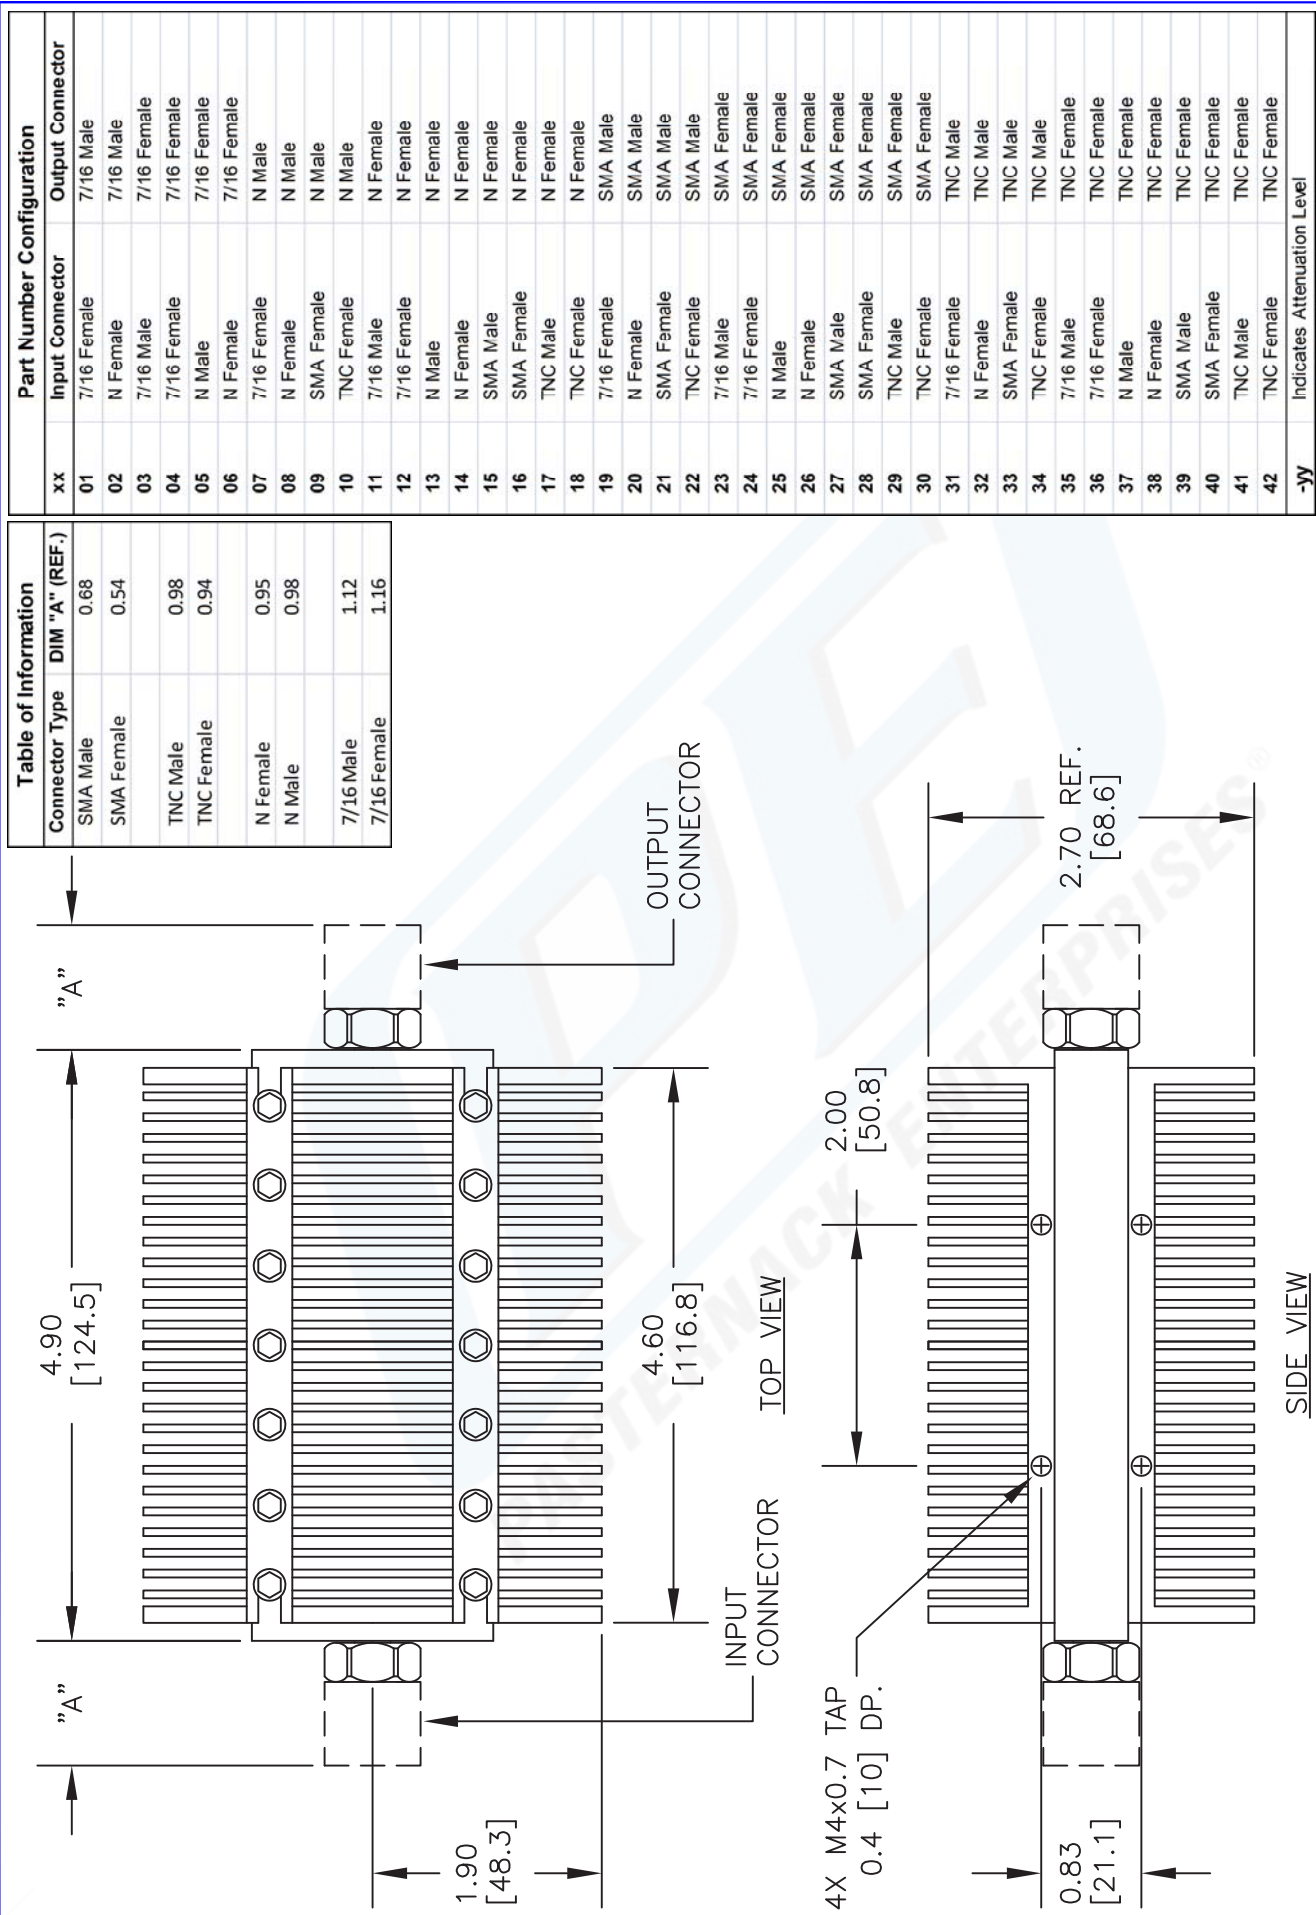 Table of Information
Connector Type DIM "A" (REF.)
SMA Male 0.68
SMA Female 0.54
TNC Male 0.98
TNC Female 0.94
N Female 0.95
N Male 0.98
7/16 Male 1.12
7/16 Female 1.16
Part Number Configuration
xx Input Connector Output Connector
01 7/16 Female 7/16 Male
02 N Female 7/16 Male
03 7/16 Male 7/16 Female
04 7/16 Female 7/16 Female
05 N Male 7/16 Female
06 N Female 7/16 Female
07 7/16 Female N Male
08 N Female N Male
09 SMA Female N Male
10 TNC Female N Male
11 7/16 Male N Female
12 7/16 Female N Female
13 N Male N Female
14 N Female N Female
15 SMA Male N Female
16 SMA Female N Female
17 TNC Male N Female
18 TNC Female N Female
19 7/16 Female SMA Male
20 N Female SMA Male
21 SMA Female SMA Male
22 TNC Female SMA Male
23 7/16 Male SMA Female
24 7/16 Female SMA Female
25 N Male SMA Female
26 N Female SMA Female
27 SMA Male SMA Female
28 SMA Female SMA Female
29 TNC Male SMA Female
30 TNC Female SMA Female
31 7/16 Female TNC Male
32 N Female TNC Male
33 SMA Female TNC Male
34 TNC Female TNC Male
35 7/16 Male TNC Female
36 7/16 Female TNC Female
37 N Male TNC Female
38 N Female TNC Female
39 SMA Male TNC Female
40 SMA Female TNC Female
41 TNC Male TNC Female
42 TNC Female TNC Female
-yy Indicates Attenuation Level
"A"
4.90
[124.5]
"A"
1.90
[48.3]
OUTPUT
CONNECTOR
4.60
[116.8]
INPUT
CONNECTOR
TOP VIEW
4X M4x0.7 TAP
0.4 [10] DP.
2.00
[50.8]
0.83
[21.1]
2.70 REF.
[68.6]
SIDE VIEW
PEI
PASTERNACK ENTERPRISES®